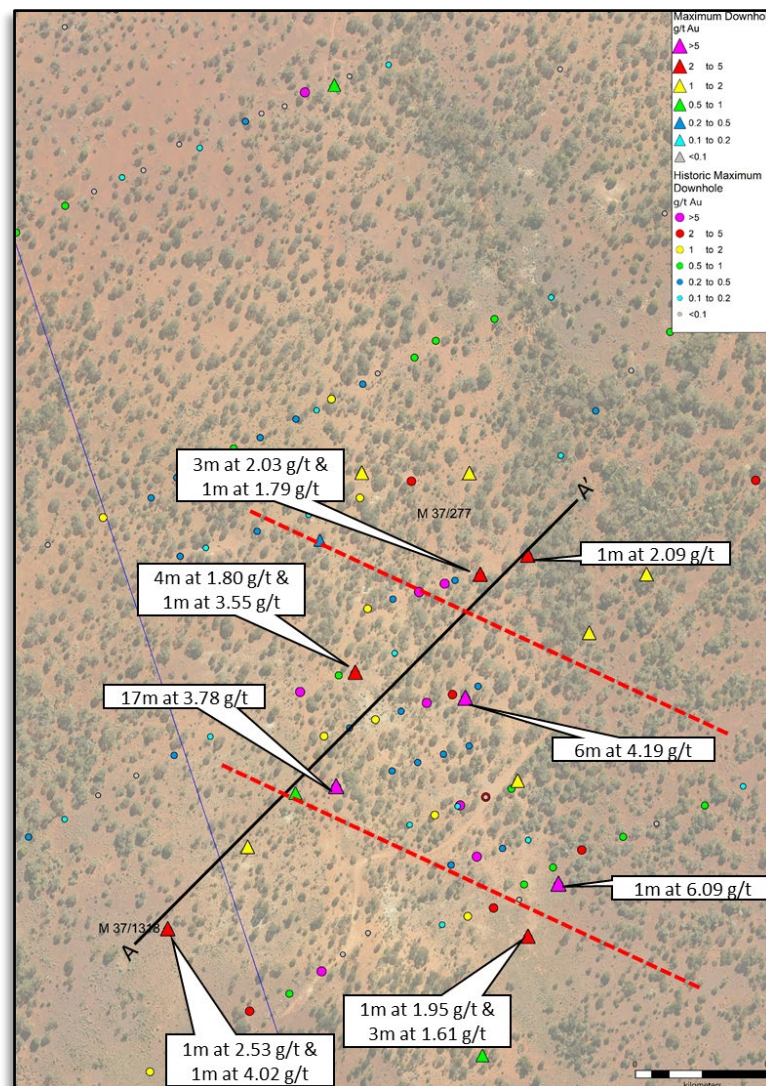 Maximum Downho
g/t Au
>5
2 to 5
1 to 2
0.5 to 1
0.2 to 0.5
0.1 to 0.2
<0.1
Historic Maximum
Downhole
g/t Au
>5
2 to 5
1 to 2
0.5 to 1
0.2 to 0.5
0.1 to 0.2
<0.1
3m at 2.03 g/t &
1m at 1.79 g/t
M 37/277
A'
1m at 2.09 g/t
4m at 1.80 g/t &
1m at 3.55 g/t
17m at 3.78 g/t
6m at 4.19 g/t
1m at 6.09 g/t
M 37/1318
A
1m at 1.95 g/t &
3m at 1.61 g/t
1m at 2.53 g/t &
1m at 4.02 g/t
0
kilometers